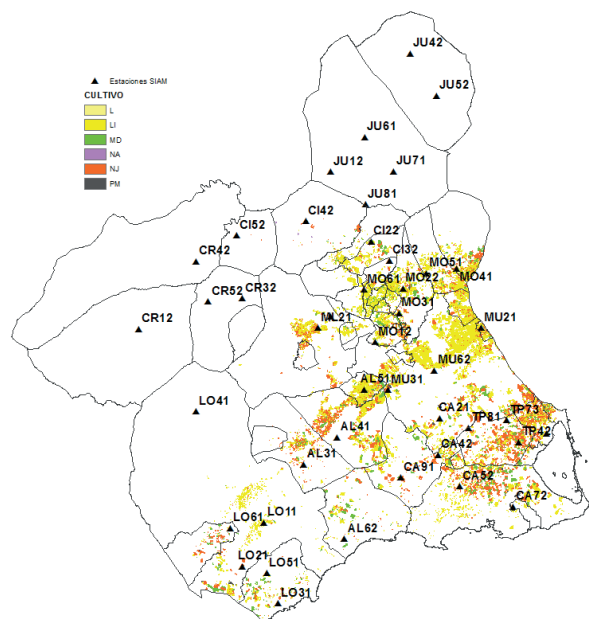 JU42
JU52
Estaciones SIAM
CULTIVO
L
LI
MD
NA
NJ
PM
JU61
JU12
JU71
JU81
CI42
CI52
CI22
CR42
CI32
MO51
MO61
MO22
MO41
CR52
CR32
MO31
CR12
ML21
MU21
MO12
MU62
AL51
MU31
LO41
CA21
TP73
TP81
AL41
TP42
CA42
AL31
CA91
CA52
CA72
LO61
LO11
AL62
LO21
LO51
LO31